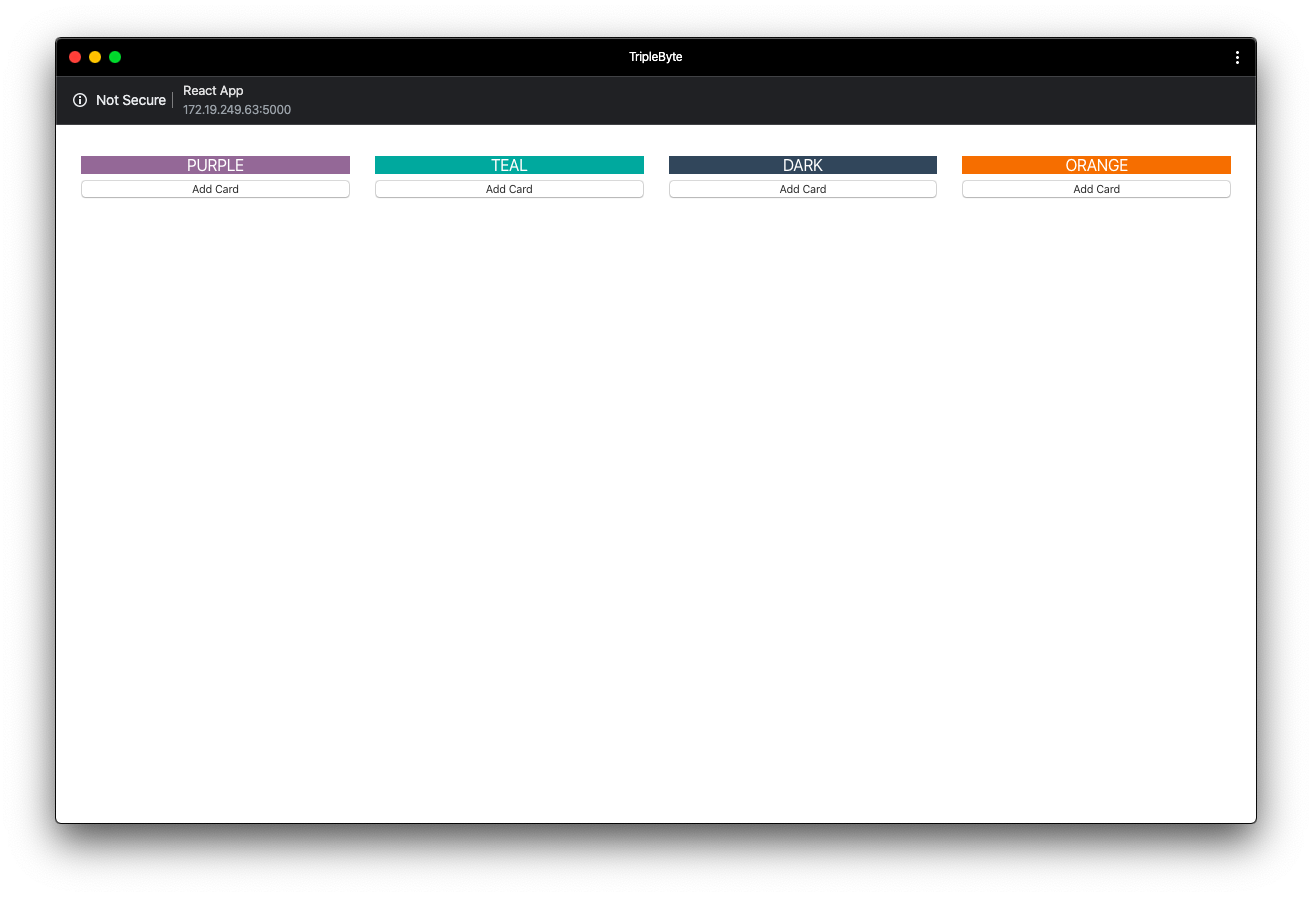 TripleByte
Not Secure
React App
172.19.249.63:5000
PURPLE
TEAL
DARK
ORANGE
Add Card
Add Card
Add Card
Add Card